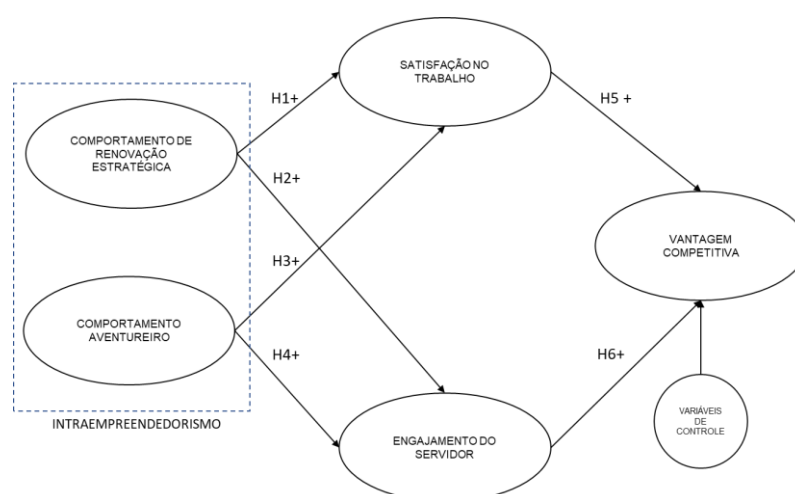 SATISFAÇÃO NO
TRABALHO
H1+
H5 +
COMPORTAMENTO DE
RENOVAÇÃO
ESTRATÉGICA
H2+
VANTAGEM
COMPETITIVA
H3+
COMPORTAMENTO
AVENTUREIRO
H4+
H6+
VARIÁVEIS
DE
CONTROLE
INTRAEMPREENDEDORISMO
ENGAJAMENTO DO
SERVIDOR